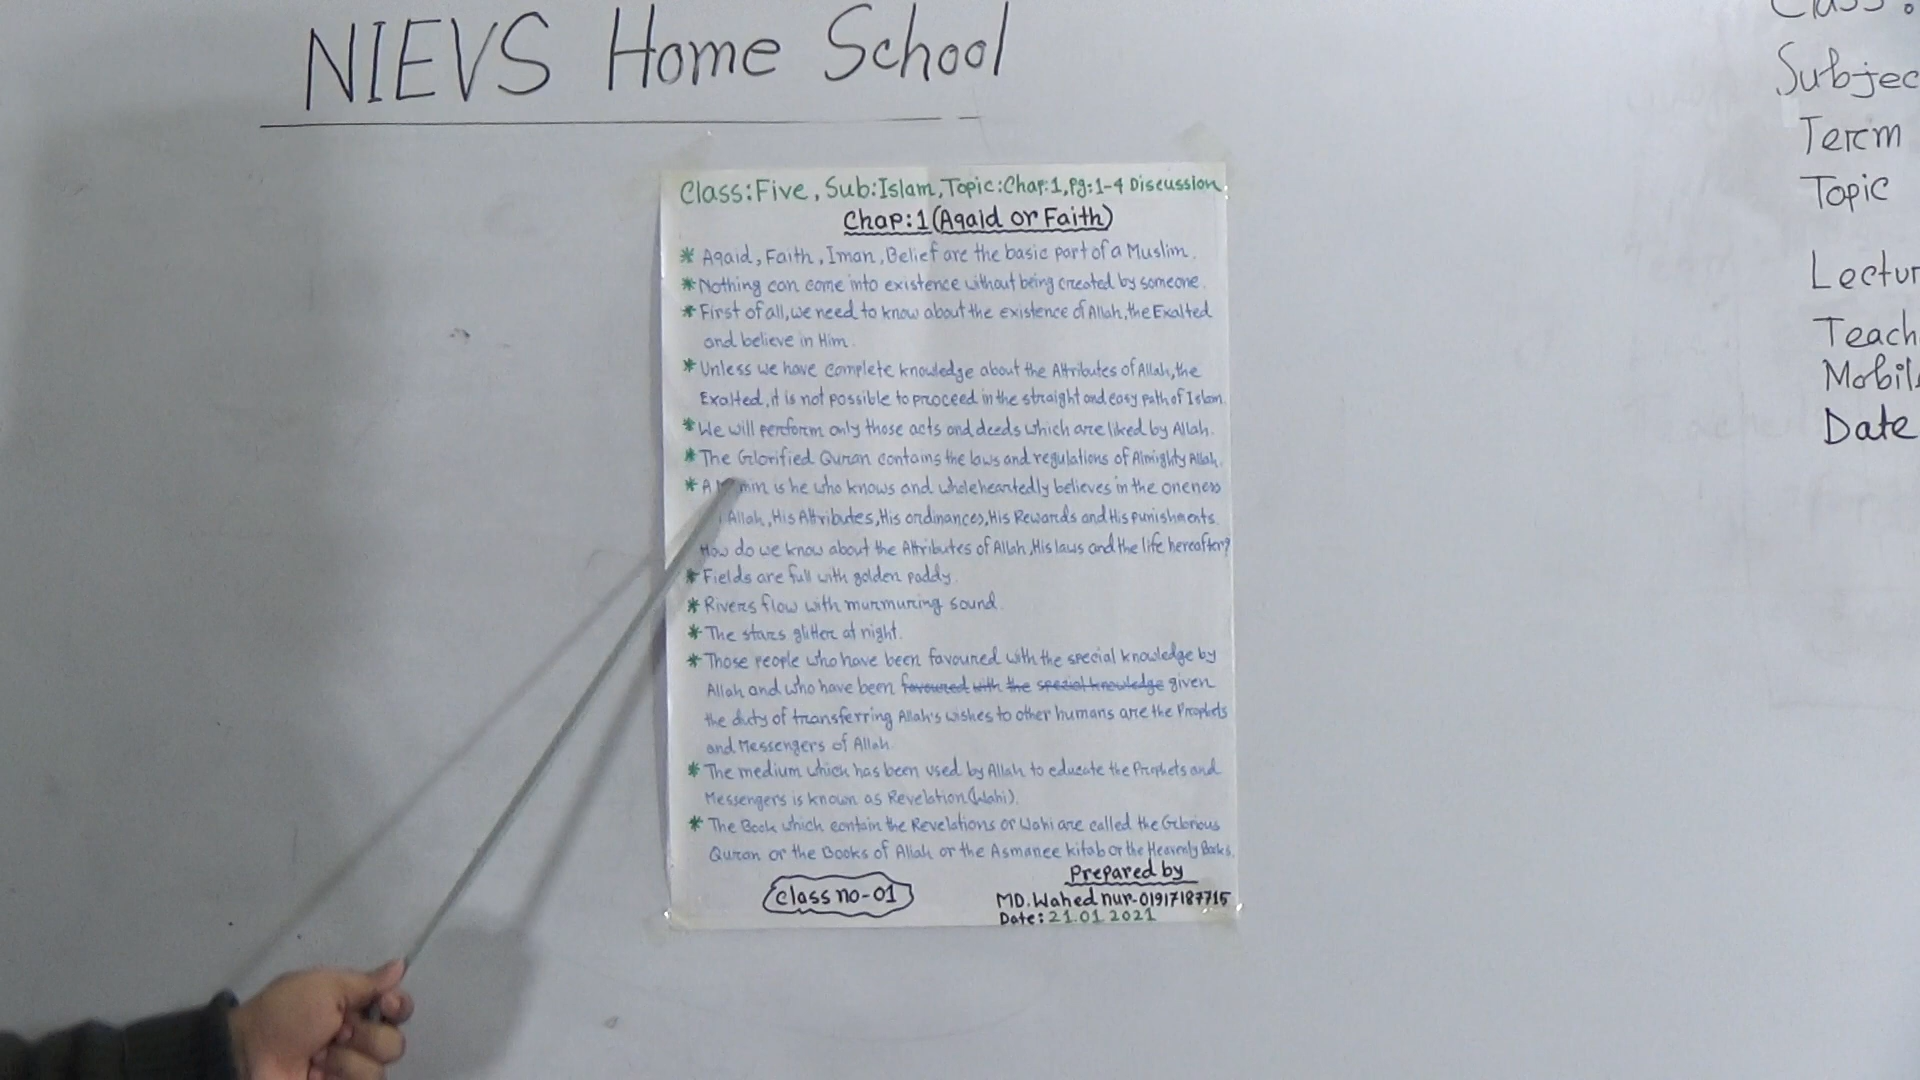 NIEVS Home School
Class:Five, Sub:Islam, Topic:Chap:1, Pg:1-4 Discussion
Chap:1 (Aqaid or Faith)
* Aqaid, Faith, Iman, Belief are the basic part of a Muslim.
* Nothing can come into existence without being created by someone.
* First of all, we need to know about the existence of Allah, the Exalted
and believe in Him.
* Unless we have complete knowledge about the Attributes of Allah, the
Exalted, it is not possible to proceed in the straight and easy path of Islam.
* We will perform only those acts and deeds which are liked by Allah.
* The Glorified Quran contains the laws and regulations of Almighty Allah.
* A is he who knows and wholeheartedly believes in the oneness
Allah, His Attributes, His ordinances, His Rewards and His punishments.
How do we know about the Attributes of Allah, His laws and the life hereafter?
* Fields are full with golden paddy.
* Rivers flow with murmuring sound.
* The stars glitter at night.
* Those people who have been favoured with the special knowledge by
Allah and who have been favoured with the special knowledge given
the duty of transferring Allah's wishes to other humans are the Prophets
and Messengers of Allah.
* The medium which has been used by Allah to educate the Prophets and
Messengers is known as Revelation (Wahi).
* The Book which contain the Revelations or Wahi are called the Glorious
Quran or the Books of Allah or the Asmanee kitab or the Heavenly Books.
Class no-01
Prepared by
MD. Wahed nur-01917187715
Date: 21.01.2021
Class:
Subjec
Term
Topic
Lectur
Teach
Mobil
Date